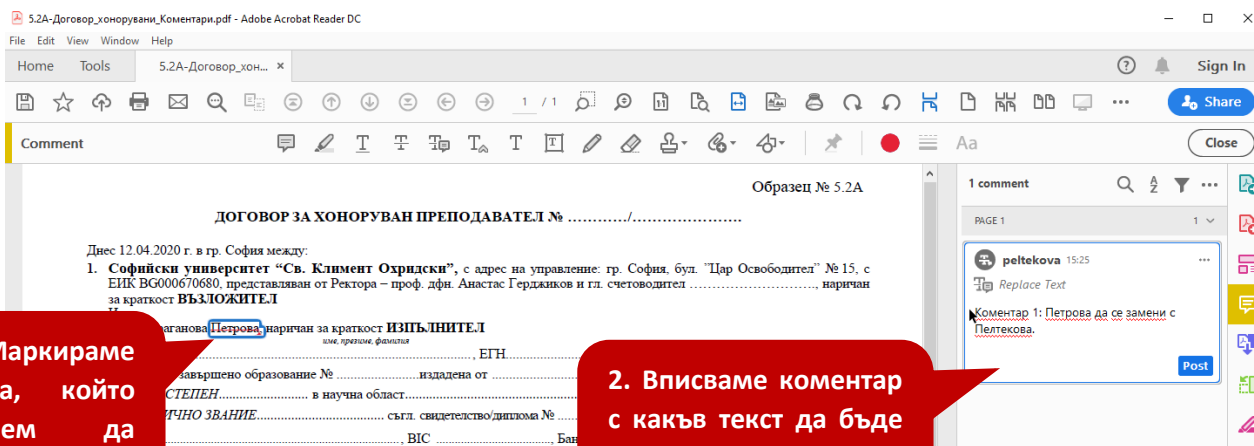 5.2А-Договор_хонорувани_Коментари.pdf - Adobe Acrobat Reader DC
File Edit View Window Help
Home Tools 5.2А-Договор_хон... × ? Sign In
1 / 1 ... Share
Comment Aa Close
Образец № 5.2А
ДОГОВОР ЗА ХОНОРУВАН ПРЕПОДАВАТЕЛ № …………/………………….
Днес 12.04.2020 г. в гр. София между:
1. Софийски университет “Св. Климент Охридски”, с адрес на управление: гр. София, бул. ”Цар Освободител” № 15, с
ЕИК BG000670680, представляван от Ректора – проф. дфн. Анастас Герджиков и гл. счетоводител ……………………, наричан
за краткост ВЪЗЛОЖИТЕЛ
Петрова, наричан за краткост ИЗПЪЛНИТЕЛ
име, презиме, фамилия
, ЕГН
завършено образование № ………………издадена от
СТЕПЕН………………… в научна област
ЗВАНИЕ………………………… съгл. свидетелство/диплома №
, BIC
Маркираме
който
да
2. Вписваме коментар
с какъв текст да бъде
1 comment
PAGE 1 1
peltekova 15:25 ...
Replace Text
Коментар 1: Петрова да се замени с
Пелтекова.
Post